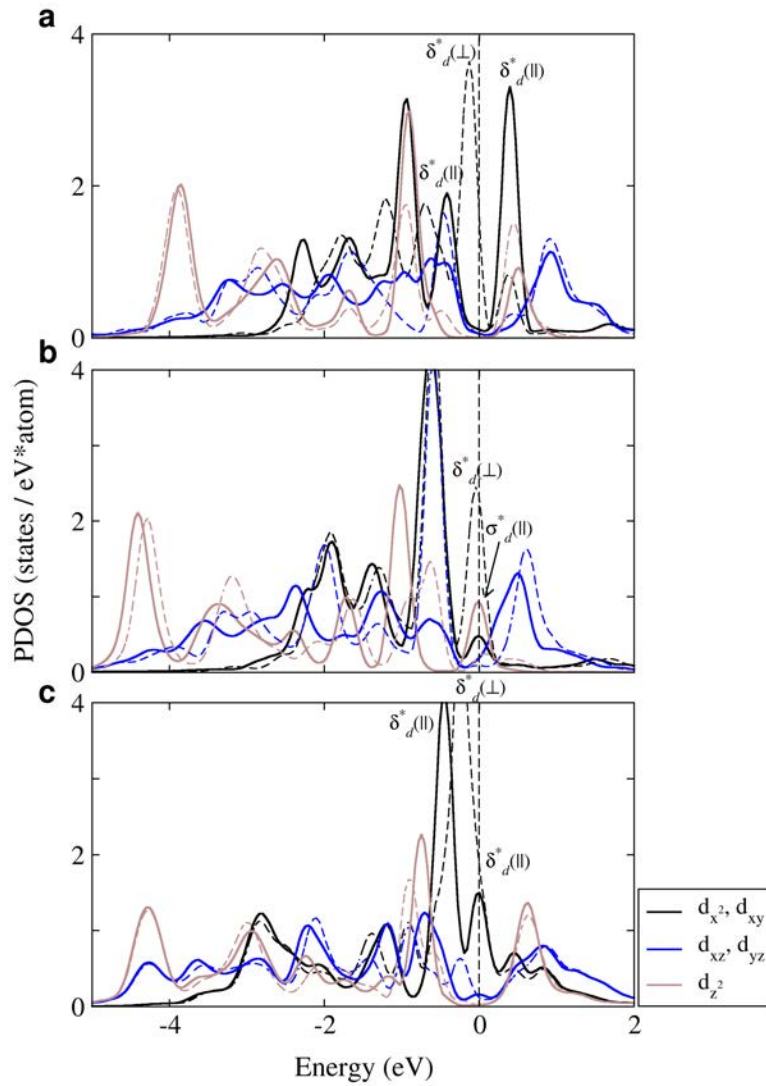 a
4
δ*d(⊥)
δ*d(||)
δ*d(||)
2
0
b
4
δ*d(⊥)
σ*d(||)
2
0
PDOS (states / eV*atom)
c
4
δ*d(⊥)
δ*d(||)
δ*d(||)
2
0
-4 -2 0 2
Energy (eV)
dx², dxy
dxz, dyz
dz²